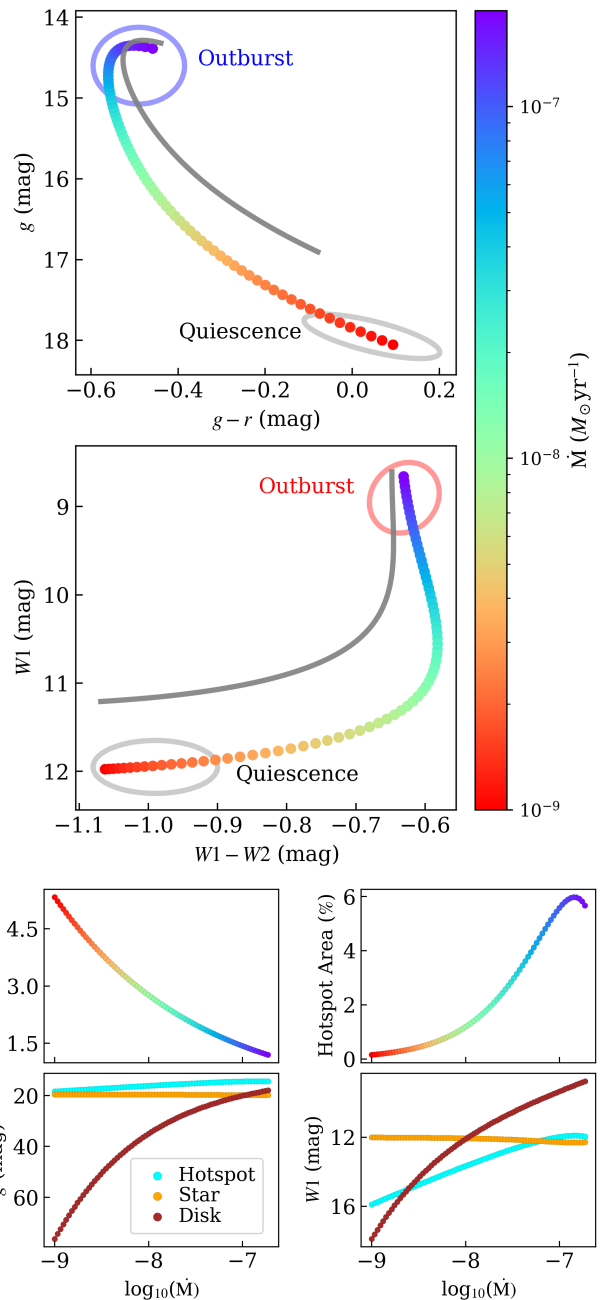 14
15
16
17
18
g (mag)
Outburst
Quiescence
−0.6 −0.4 −0.2 0.0 0.2
g − r (mag)
9
10
11
12
W1 (mag)
Outburst
Quiescence
−1.1 −1.0 −0.9 −0.8 −0.7 −0.6
W1 − W2 (mag)
10⁻⁷
10⁻⁸
10⁻⁹
Ṁ (M⊙yr⁻¹)
4.5
3.0
1.5
6
4
2
0
Hotspot Area (%)
20
40
60
Hotspot
Star
Disk
−9 −8 −7
log₁₀(Ṁ)
12
16
W1 (mag)
−9 −8 −7
log₁₀(Ṁ)